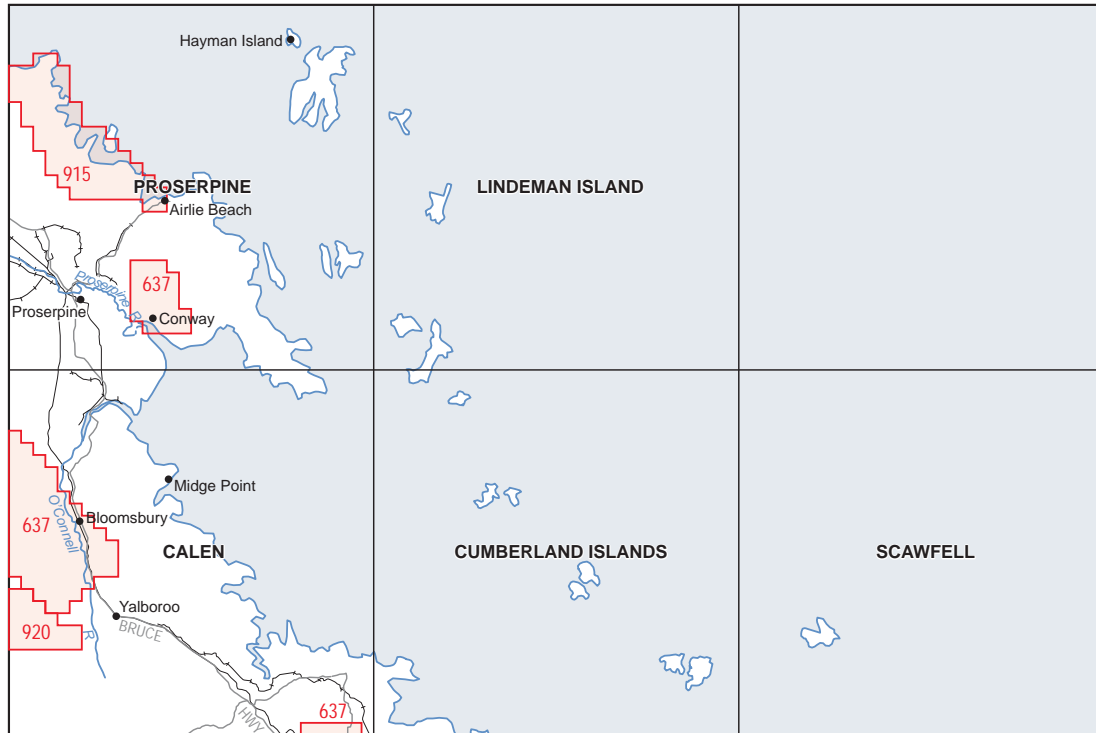 Hayman Island
915
PROSERPINE
LINDEMAN ISLAND
Airlie Beach
Proserpine R
637
Proserpine
Conway
Midge Point
637
O'Connell
Bloomsbury
CALEN
CUMBERLAND ISLANDS
SCAWFELL
Yalboroo
920
R
BRUCE
637
HWY